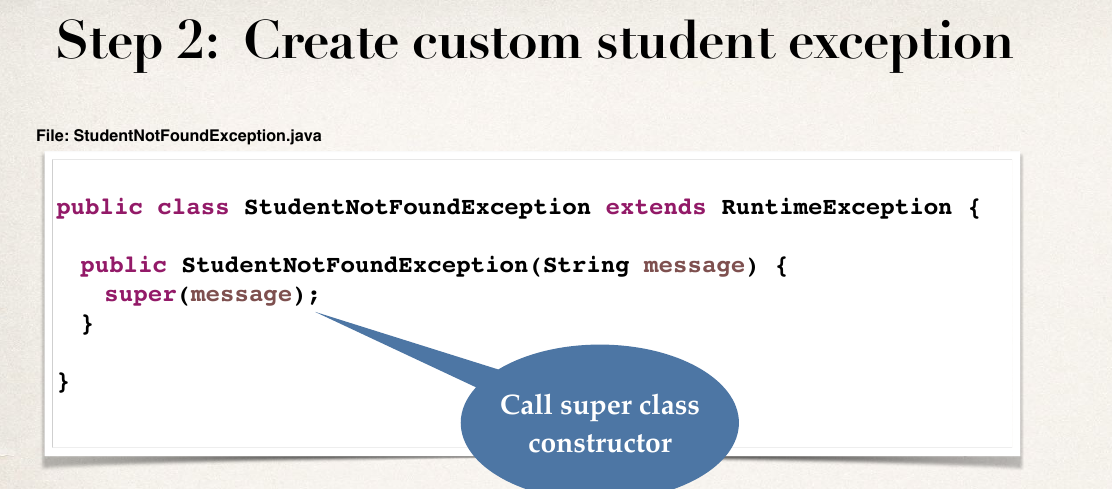 Step 2: Create custom student exception
File: StudentNotFoundException.java
public class StudentNotFoundException extends RuntimeException {
public StudentNotFoundException(String message) {
super(message);
}
}
Call super class
constructor